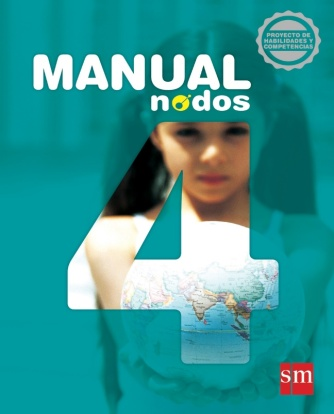 PROYECTO DE
HABILIDADES Y
COMPETENCIAS
MANUAL
nodos
4
sm